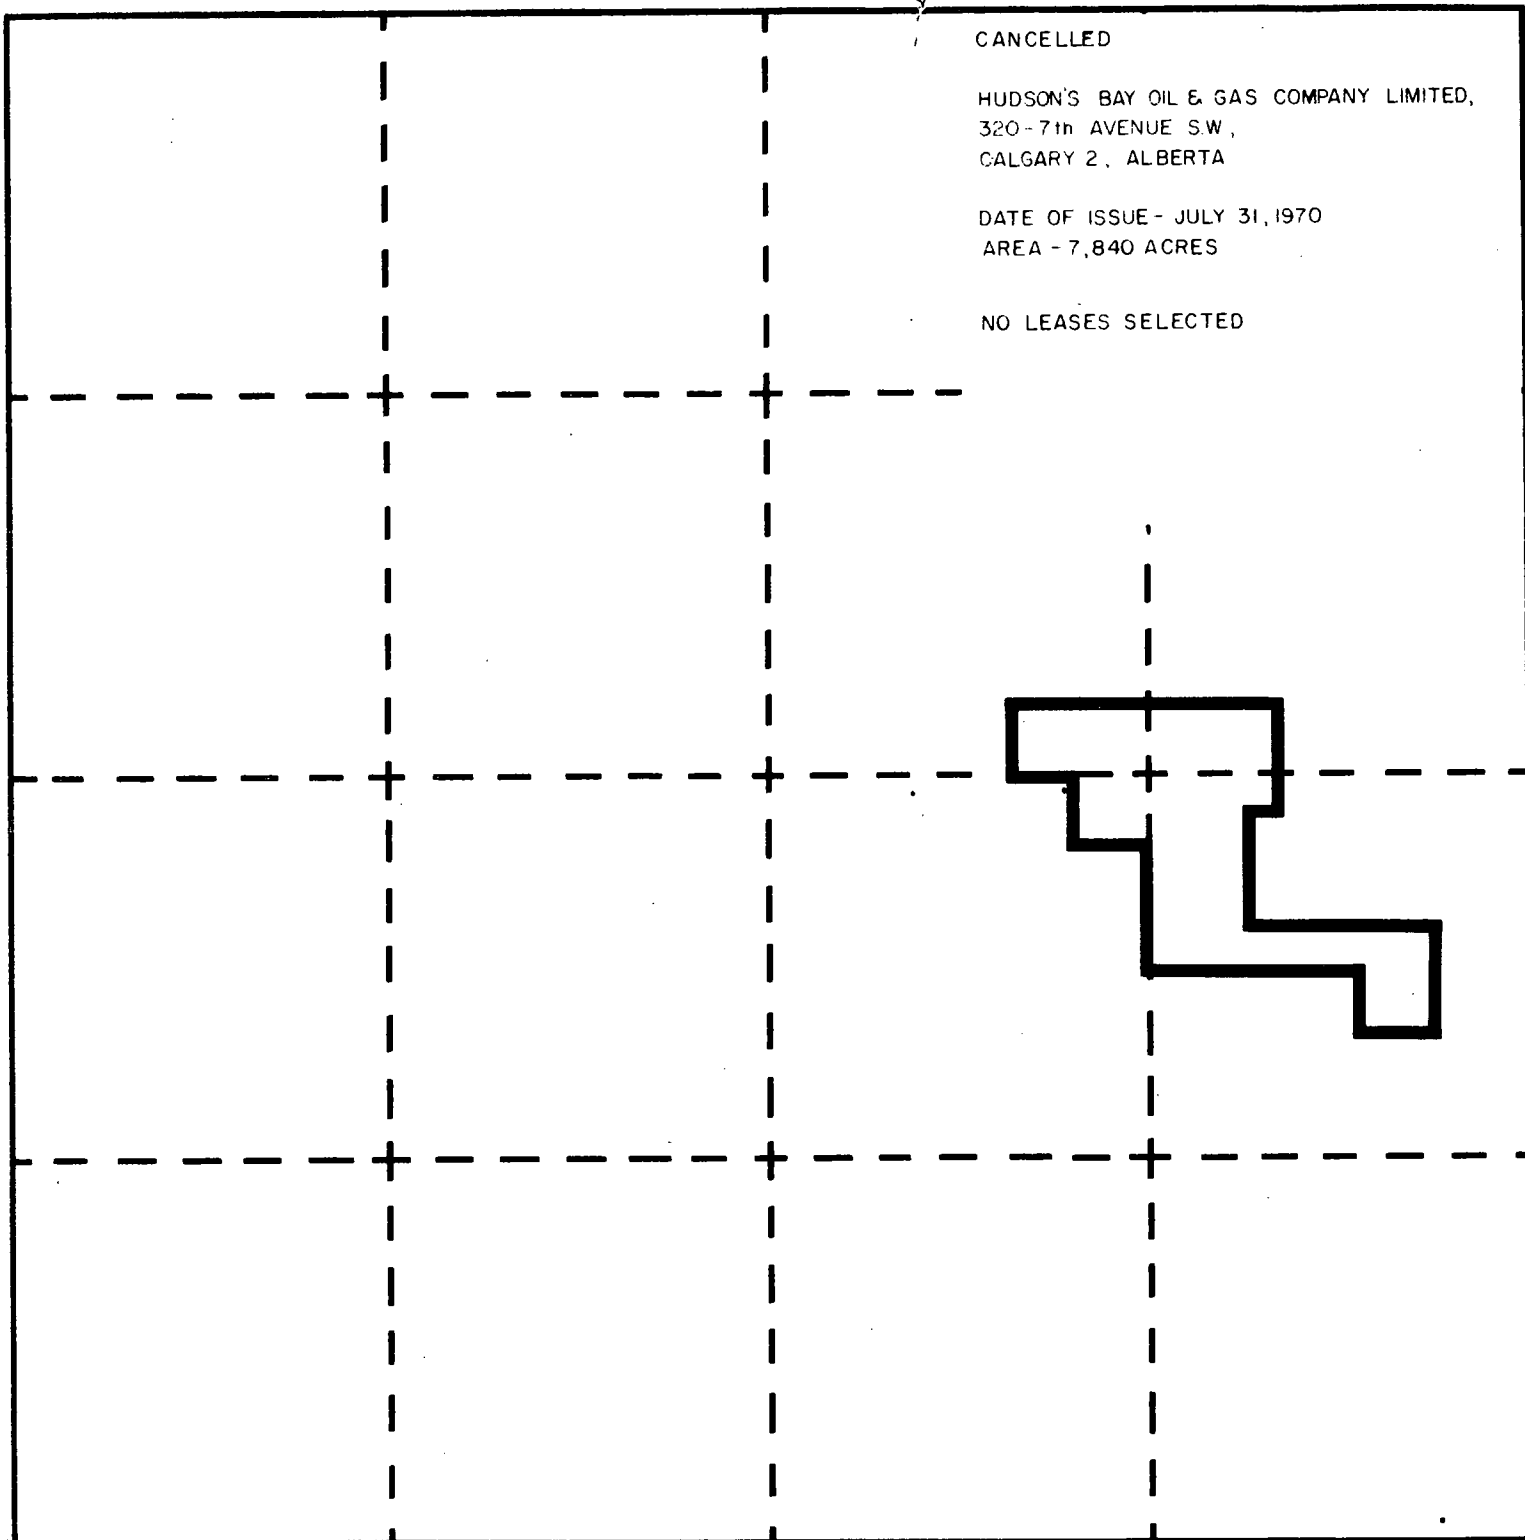 CANCELLED
HUDSON'S BAY OIL & GAS COMPANY LIMITED,
320-7th AVENUE S.W,
CALGARY 2, ALBERTA
DATE OF ISSUE - JULY 31, 1970
AREA - 7,840 ACRES
NO LEASES SELECTED